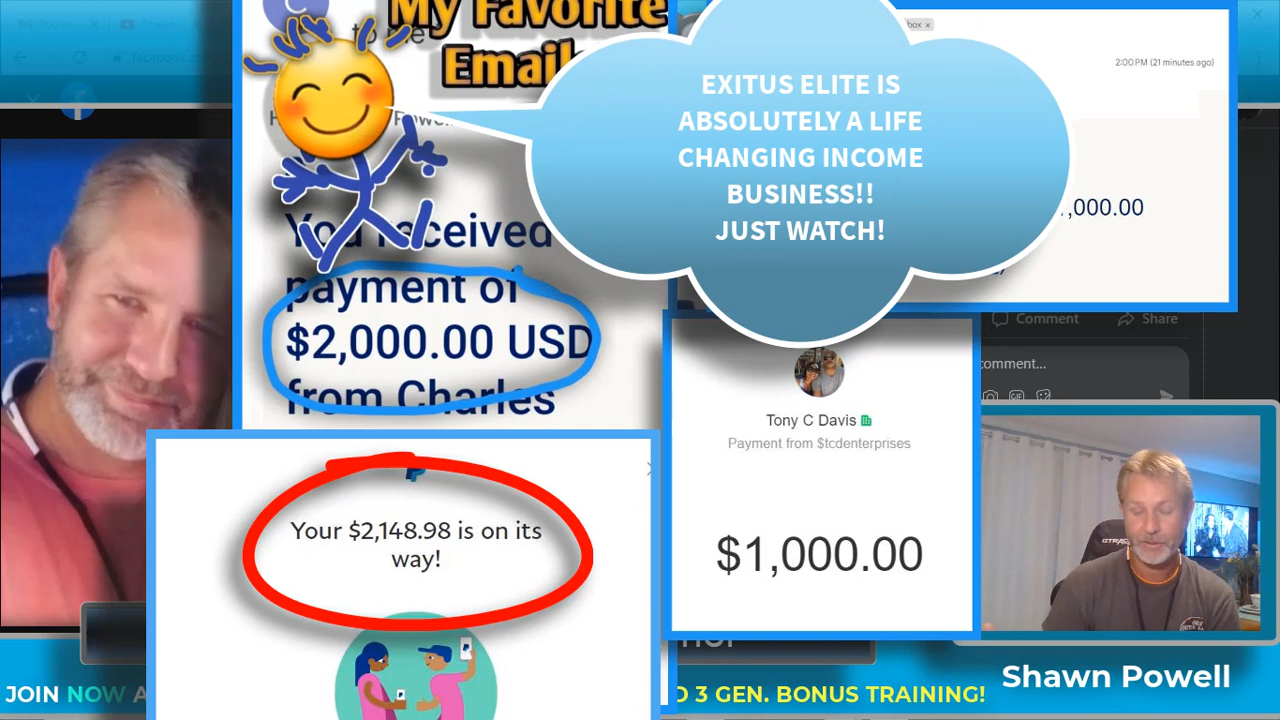 My Favorite
Email
to me
EXITUS ELITE IS
ABSOLUTELY A LIFE
CHANGING INCOME
BUSINESS!!
JUST WATCH!
2:00 PM (21 minutes ago)
,000.00
You received
payment of
$2,000.00 USD
from Charles
Comment
Share
comment...
Tony C Davis
Payment from $tcdenterprises
$1,000.00
Your $2,148.98 is on its
way!
Shawn Powell
JOIN NOW A
D 3 GEN. BONUS TRAINING!